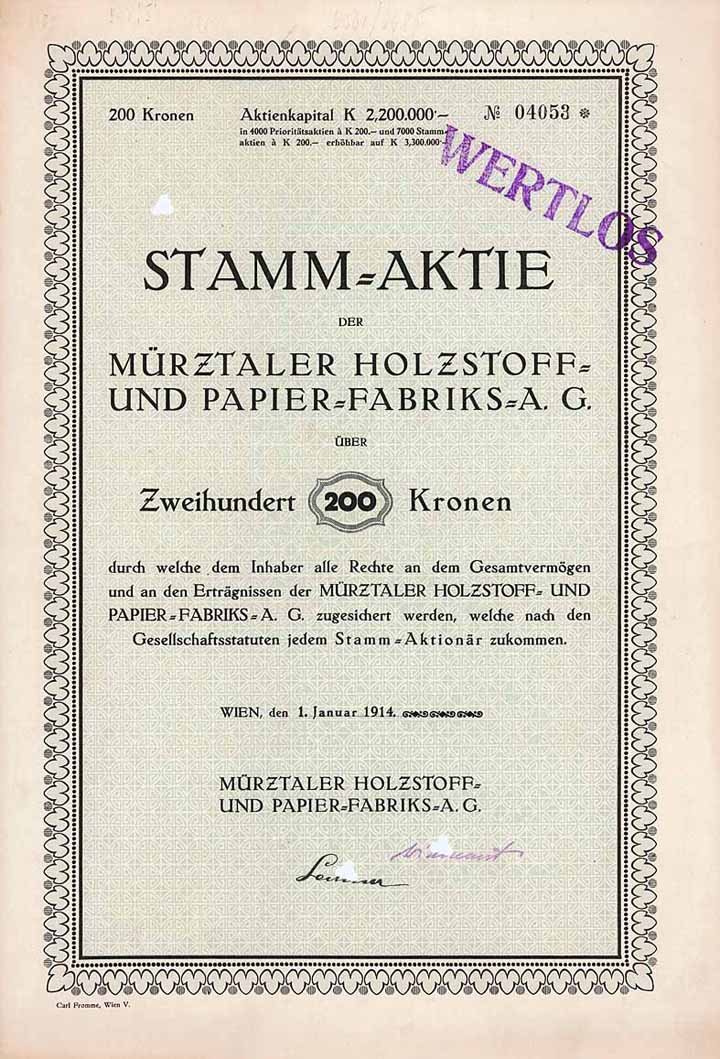 200 Kronen Aktienkapital K 2,200.000·— № 04053 *
in 4000 Prioritätsaktien à K 200.— und 7000 Stamm-
aktien à K 200.— erhöhbar auf K 3,300.000·—
WERTLOS
STAMM-AKTIE
DER
MÜRZTALER HOLZSTOFF-
UND PAPIER-FABRIKS-A. G.
ÜBER
Zweihundert 200 Kronen
durch welche dem Inhaber alle Rechte an dem Gesamtvermögen
und an den Erträgnissen der MÜRZTALER HOLZSTOFF- UND
PAPIER-FABRIKS-A. G. zugesichert werden, welche nach den
Gesellschaftsstatuten jedem Stamm-Aktionär zukommen.
WIEN, den 1. Januar 1914.
MÜRZTALER HOLZSTOFF-
UND PAPIER-FABRIKS-A. G.
Carl Fromme, Wien V.